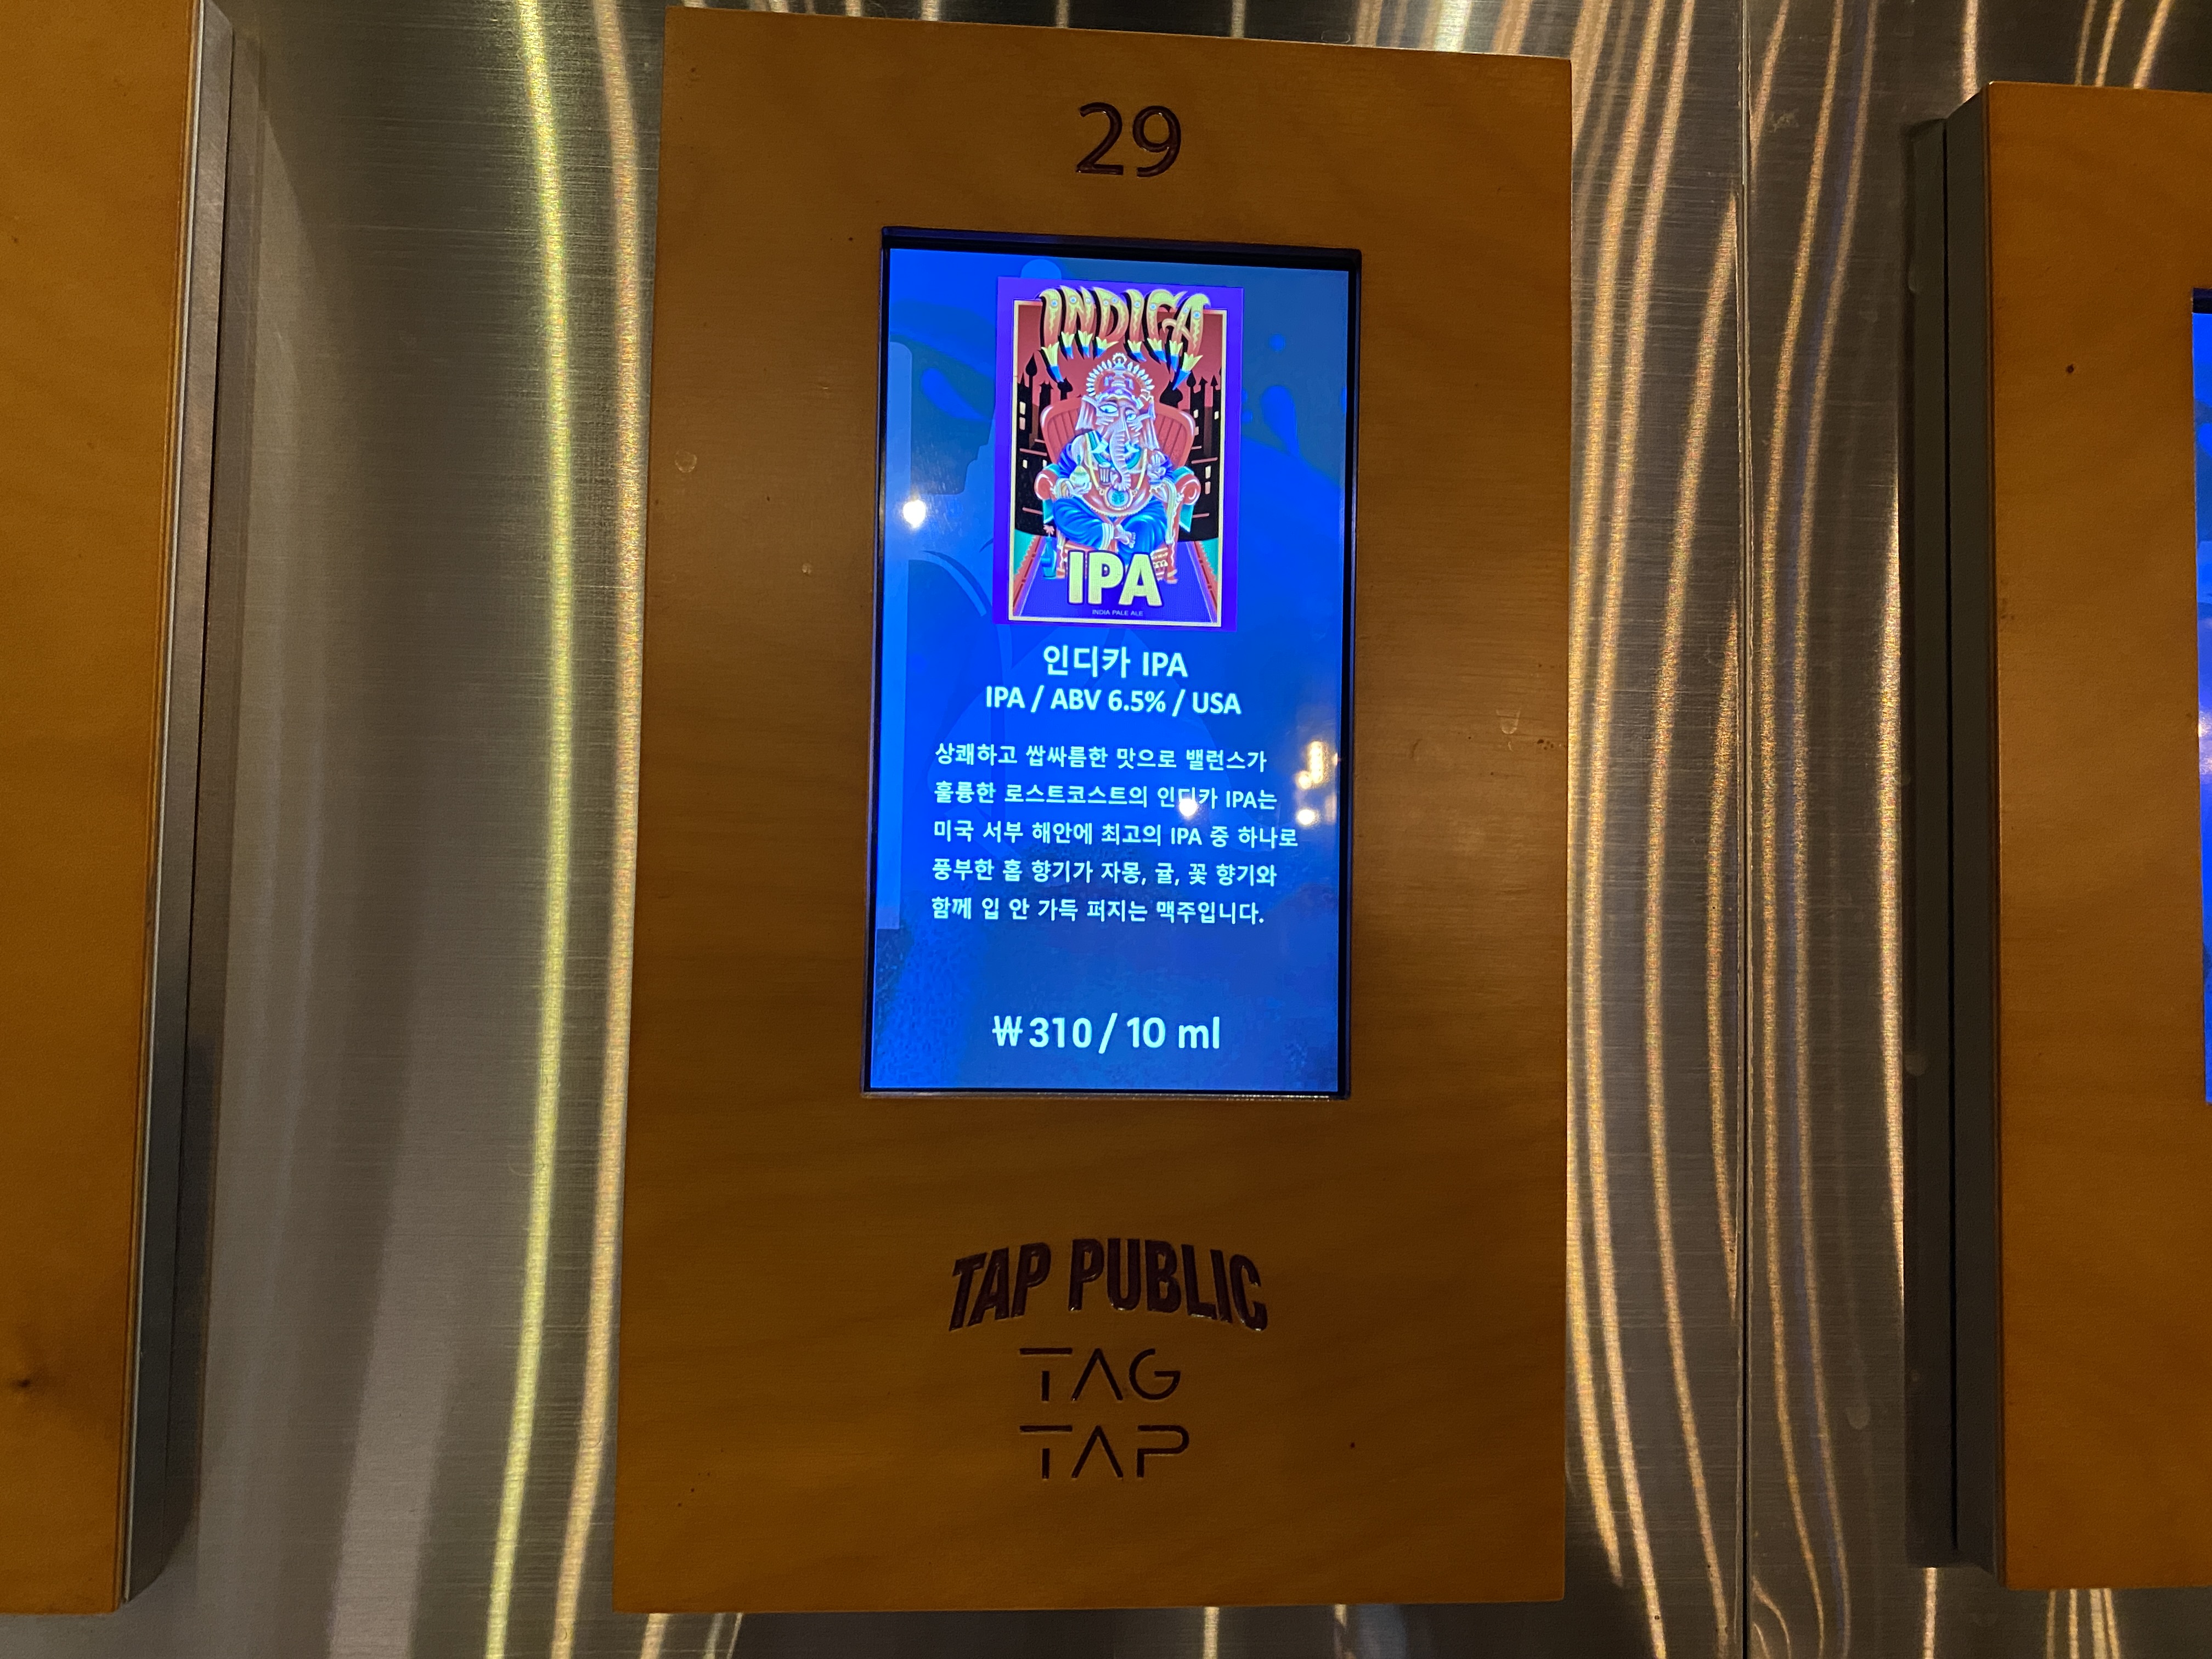 29
INDICA
IPA
INDIA PALE ALE
인디카 IPA
IPA / ABV 6.5% / USA
상쾌하고 쌉싸름한 맛으로 밸런스가
훌륭한 로스트코스트의 인디카 IPA는
미국 서부 해안에 최고의 IPA 중 하나로
풍부한 홉 향기가 자몽, 귤, 꽃 향기와
함께 입 안 가득 퍼지는 맥주입니다.
₩310 / 10 ml
TAP PUBLIC
TAG
TAP